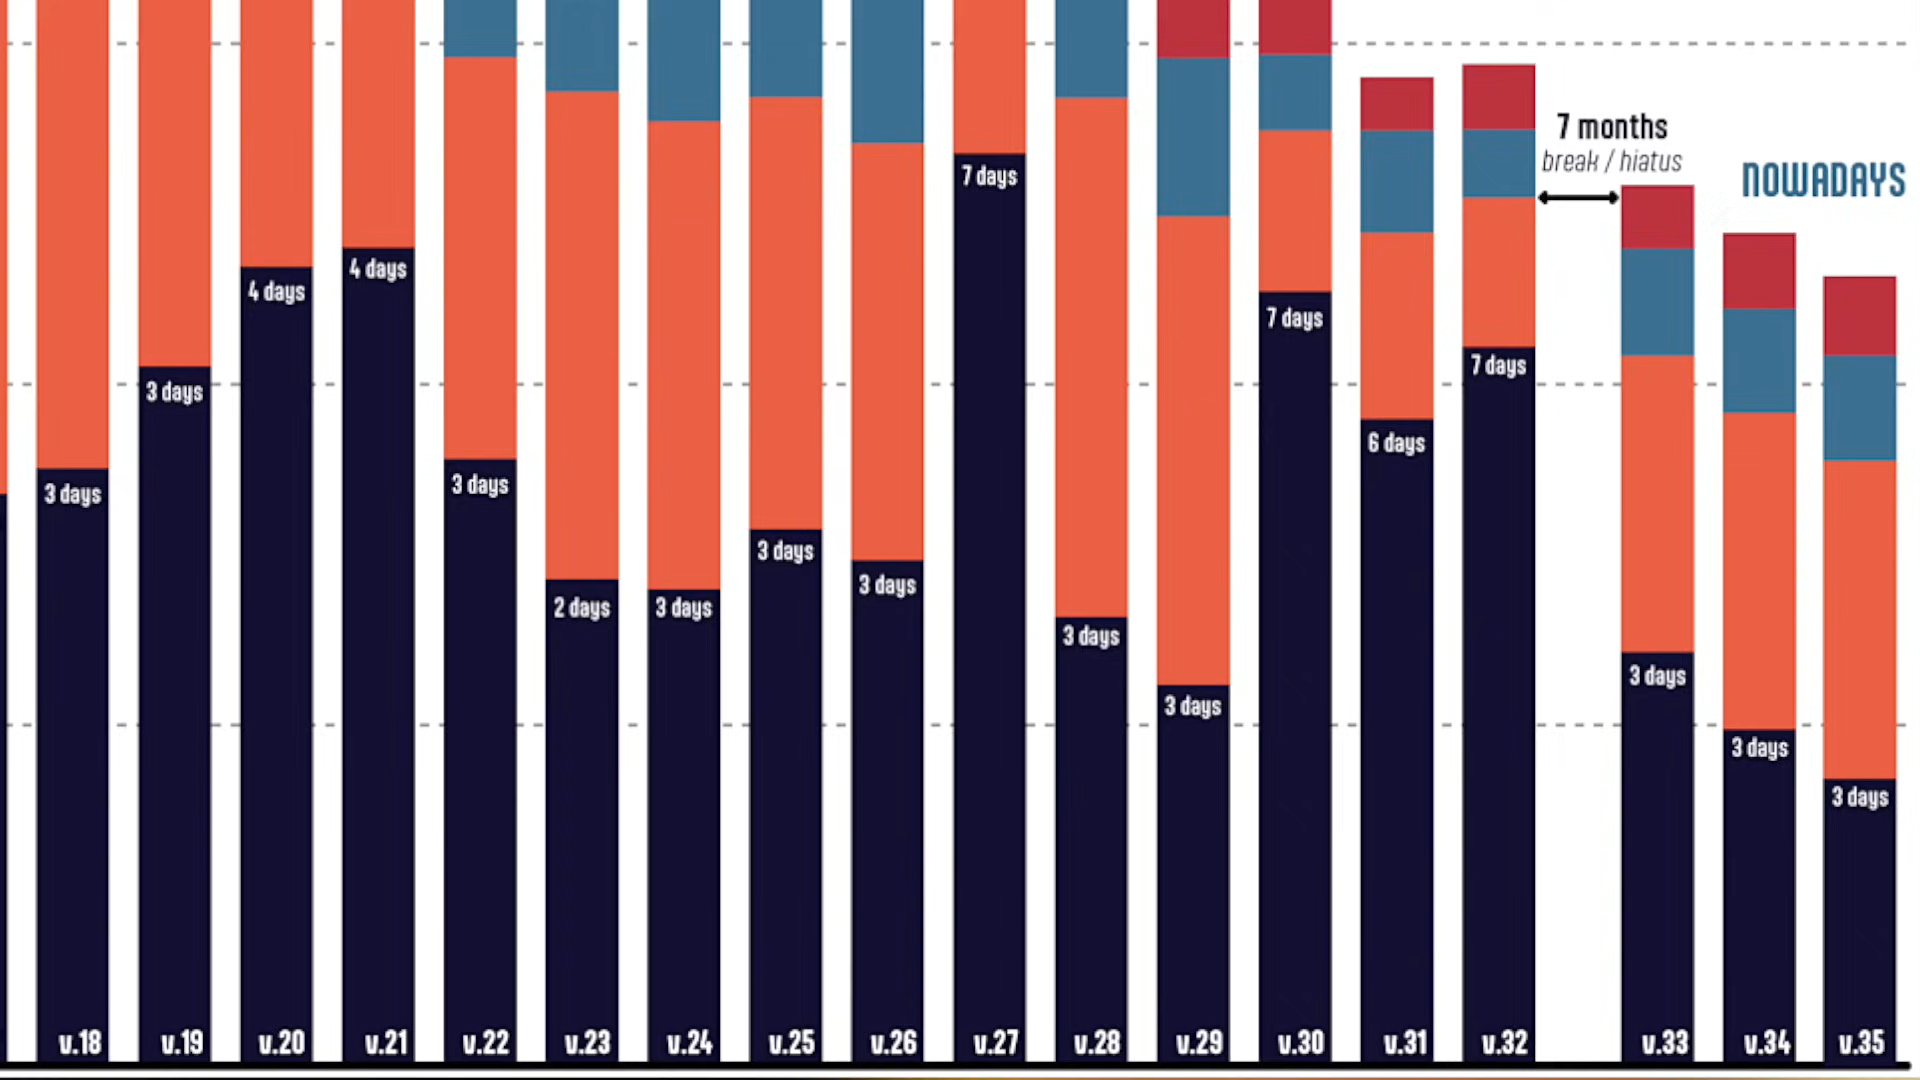 7 months
break / hiatus
NOWADAYS
7 days
4 days
4 days
7 days
7 days
3 days
6 days
3 days
3 days
3 days
3 days
2 days
3 days
3 days
3 days
3 days
3 days
3 days
3 days
v.18
v.19
v.20
v.21
v.22
v.23
v.24
v.25
v.26
v.27
v.28
v.29
v.30
v.31
v.32
v.33
v.34
v.35